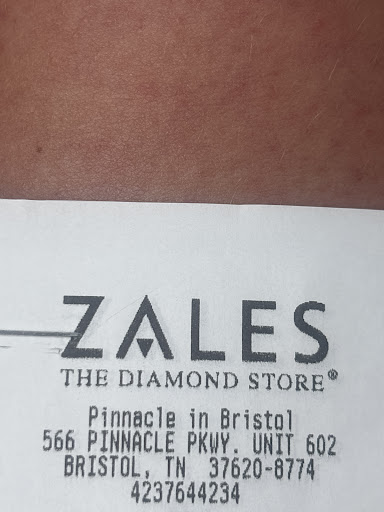 ZALES
THE DIAMOND STORE®
Pinnacle in Bristol
566 PINNACLE PKWY. UNIT 602
BRISTOL, TN 37620-8774
4237644234